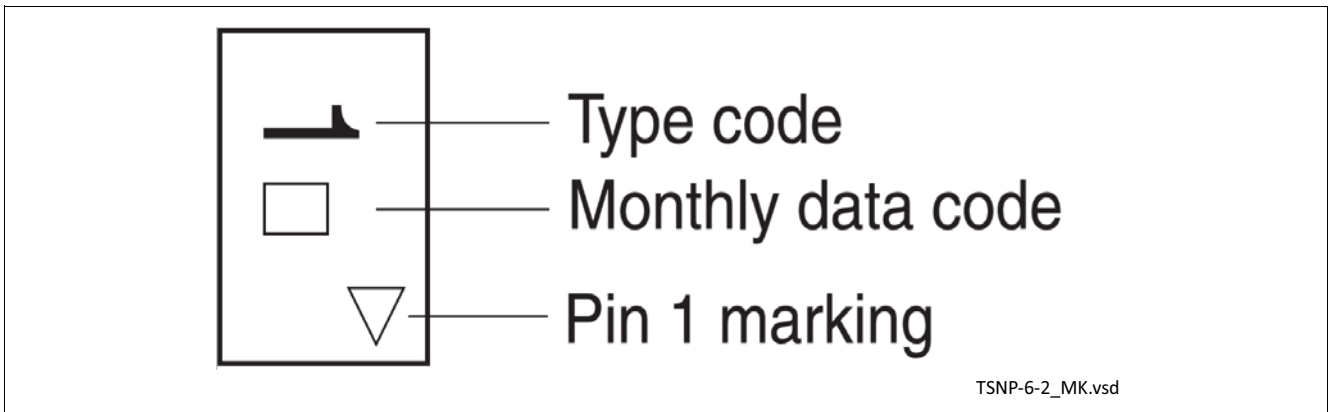 Type code
Monthly data code
Pin 1 marking
TSNP-6-2_MK.vsd